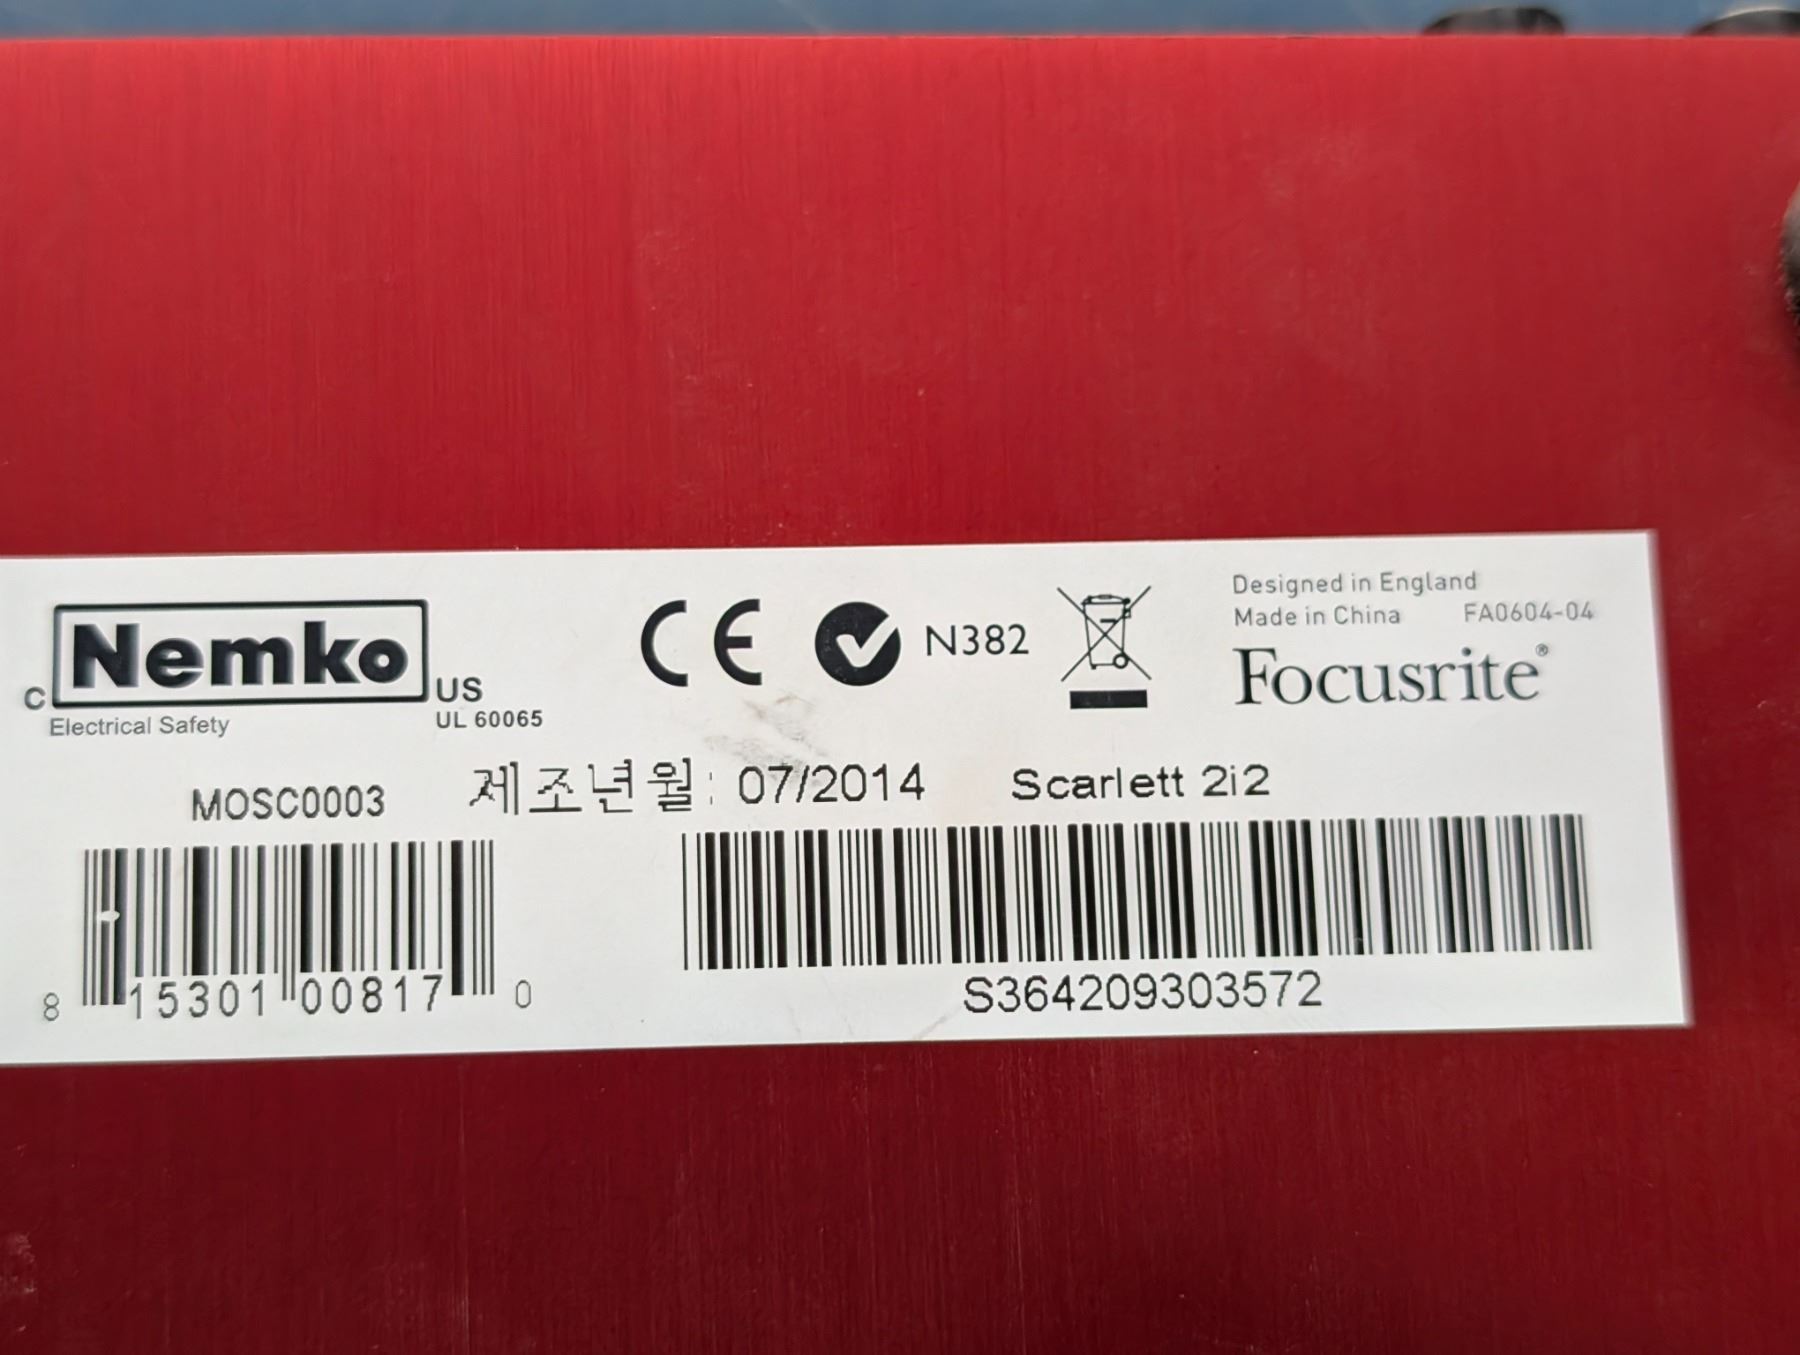 Nemko
c US
Electrical Safety UL 60065
CE N382
Designed in England
Made in China FA0604-04
Focusrite®
MOSC0003
제조년월: 07/2014 Scarlett 2i2
8 15301 00817 0
S364209303572